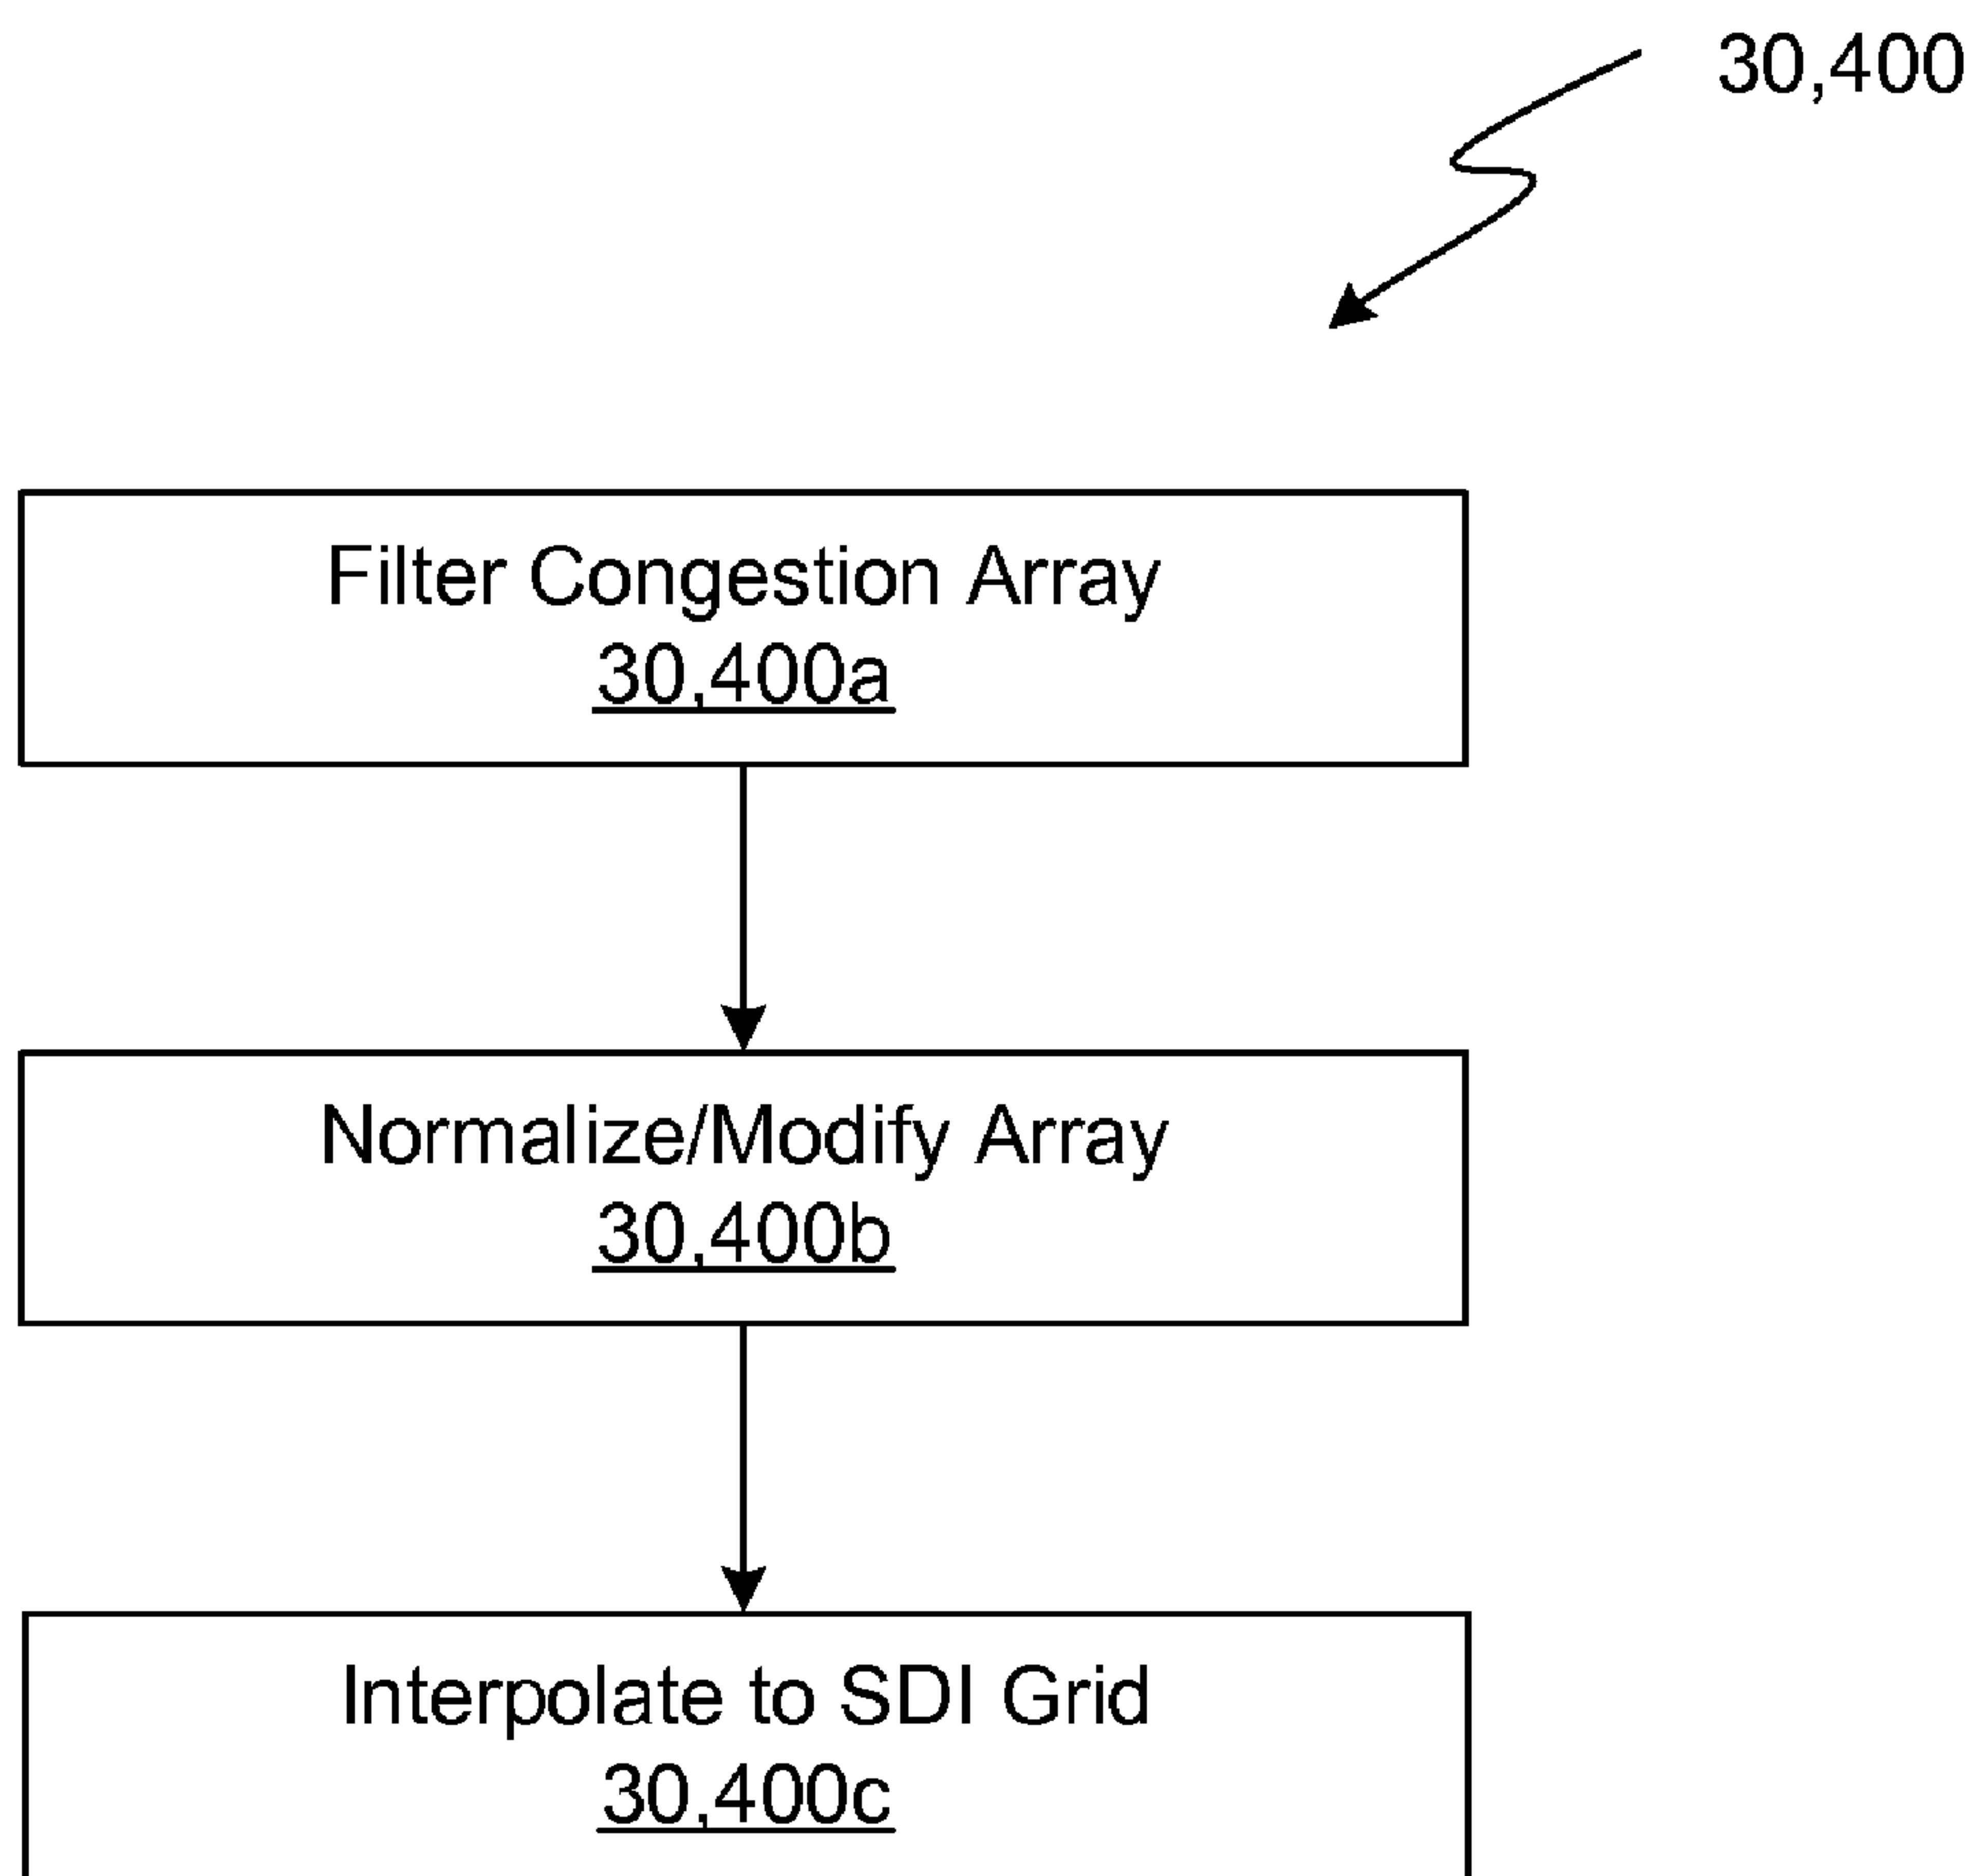 30,400
Filter Congestion Array
30,400a
Normalize/Modify Array
30,400b
Interpolate to SDI Grid
30,400c